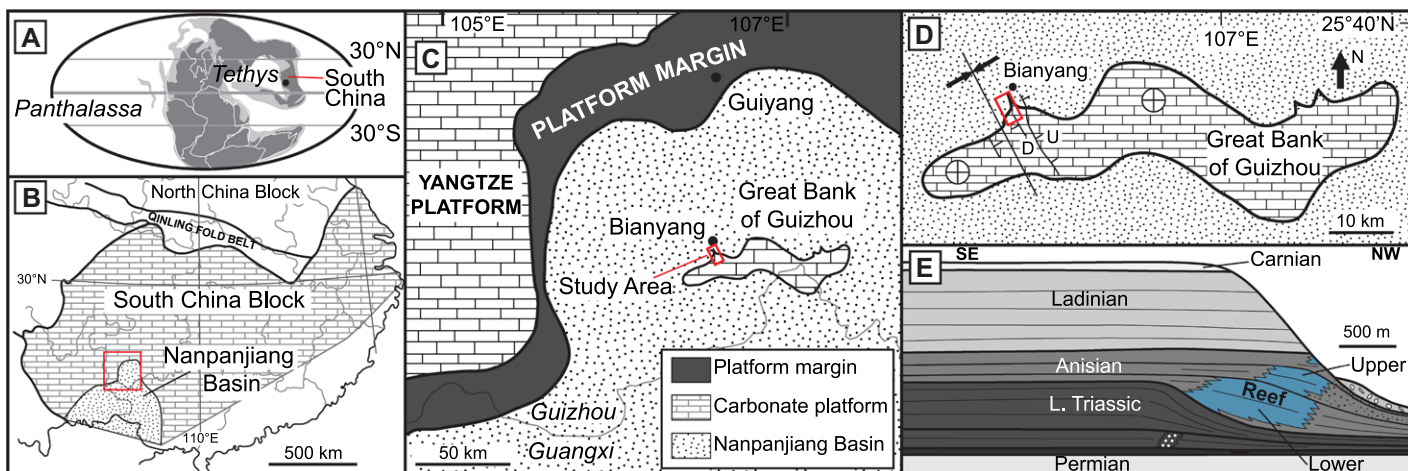 A
30°N
Tethys
South
China
Panthalassa
30°S
B
North China Block
QINLING FOLD BELT
30°N
South China Block
Nanpanjiang
Basin
110°E
500 km
C
105°E
107°E
PLATFORM MARGIN
Guiyang
YANGTZE
PLATFORM
Great Bank
of Guizhou
Bianyang
Study Area
Platform margin
Carbonate platform
Nanpanjiang Basin
Guizhou
Guangxi
50 km
D
107°E
25°40'N
N
Bianyang
U
D
Great Bank
of Guizhou
10 km
E
SE
NW
Carnian
Ladinian
500 m
Anisian
Upper
Reef
L. Triassic
Permian
Lower